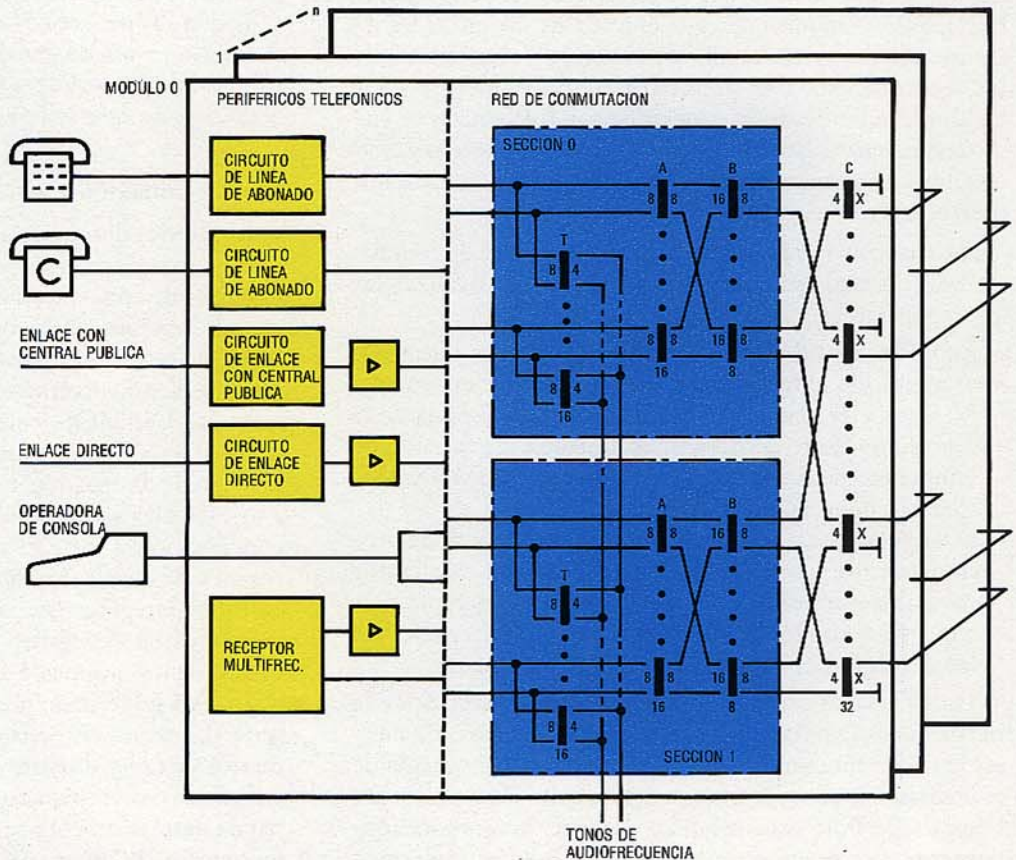 n
1
MODÚLO 0
PERIFERICOS TELEFONICOS
RED DE CONMUTACION
CIRCUITO
DE LINEA
DE ABONADO
C
CIRCUITO
DE LINEA
DE ABONADO
ENLACE CON
CENTRAL PUBLICA
CIRCUITO
DE ENLACE
CON CENTRAL
PUBLICA
ENLACE DIRECTO
CIRCUITO
DE ENLACE
DIRECTO
OPERADORA
DE CONSOLA
RECEPTOR
MULTIFREC.
SECCION 0
A
B
C
8 8
16 8
4 X
T
8 4
8 8
16 8
4 X
16
8
8 4
16
A
B
8 8
16 8
4 X
T
8 4
8 8
16 8
4 X
16
8
32
8 4
16
SECCION 1
TONOS DE
AUDIOFRECUENCIA